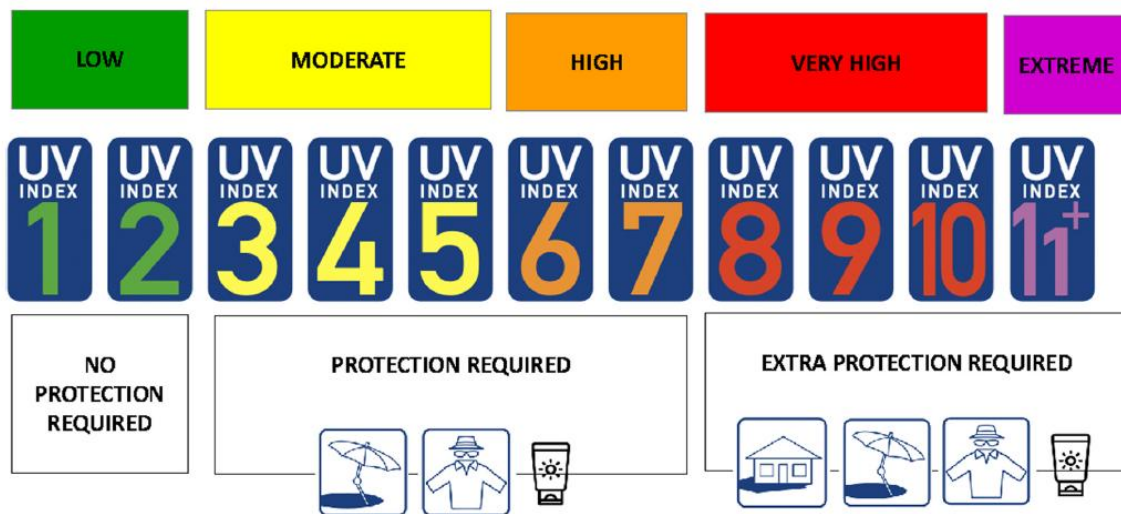 LOW
MODERATE
HIGH
VERY HIGH
EXTREME
UV
INDEX
1
UV
INDEX
2
UV
INDEX
3
UV
INDEX
4
UV
INDEX
5
UV
INDEX
6
UV
INDEX
7
UV
INDEX
8
UV
INDEX
9
UV
INDEX
10
UV
INDEX
11+
NO
PROTECTION
REQUIRED
PROTECTION REQUIRED
EXTRA PROTECTION REQUIRED